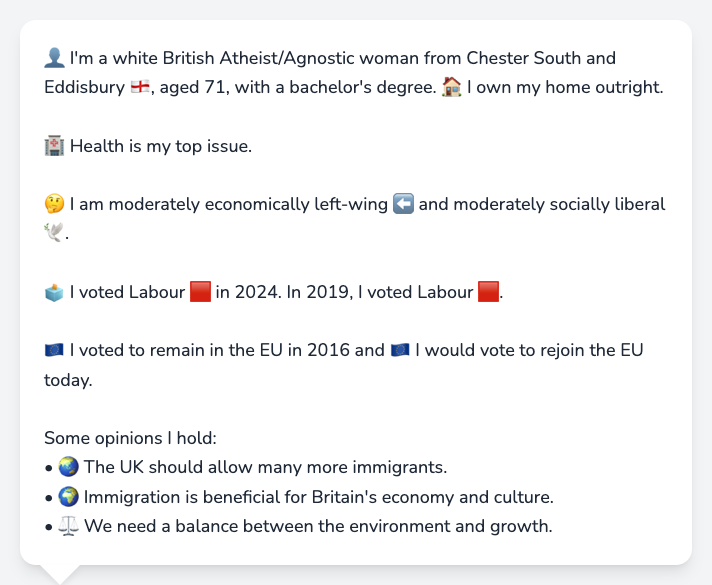 👤 I'm a white British Atheist/Agnostic woman from Chester South and
Eddisbury 🏴󠁧󠁢󠁥󠁮󠁧󠁿, aged 71, with a bachelor's degree. 🏠 I own my home outright.
🏥 Health is my top issue.
🤔 I am moderately economically left-wing ⬅️ and moderately socially liberal
🕊️.
🗳️ I voted Labour 🟥 in 2024. In 2019, I voted Labour 🟥.
🇪🇺 I voted to remain in the EU in 2016 and 🇪🇺 I would vote to rejoin the EU
today.
Some opinions I hold:
• 🌏 The UK should allow many more immigrants.
• 🌍 Immigration is beneficial for Britain's economy and culture.
• ⚖️ We need a balance between the environment and growth.